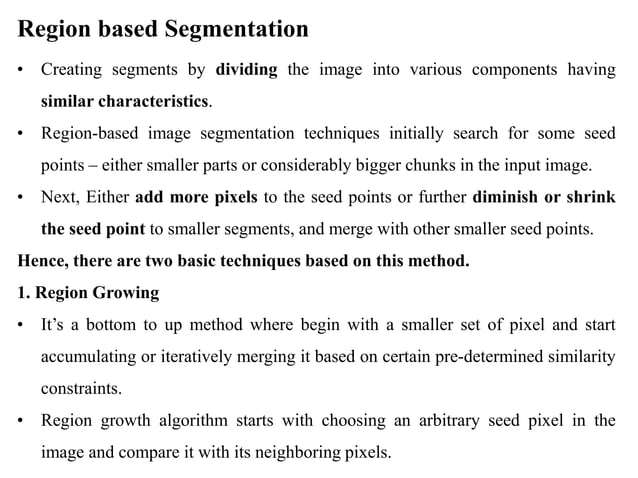 Region based Segmentation
• Creating segments by dividing the image into various components having
similar characteristics.
• Region-based image segmentation techniques initially search for some seed
points – either smaller parts or considerably bigger chunks in the input image.
• Next, Either add more pixels to the seed points or further diminish or shrink
the seed point to smaller segments, and merge with other smaller seed points.
Hence, there are two basic techniques based on this method.
1. Region Growing
• It’s a bottom to up method where begin with a smaller set of pixel and start
accumulating or iteratively merging it based on certain pre-determined similarity
constraints.
• Region growth algorithm starts with choosing an arbitrary seed pixel in the
image and compare it with its neighboring pixels.